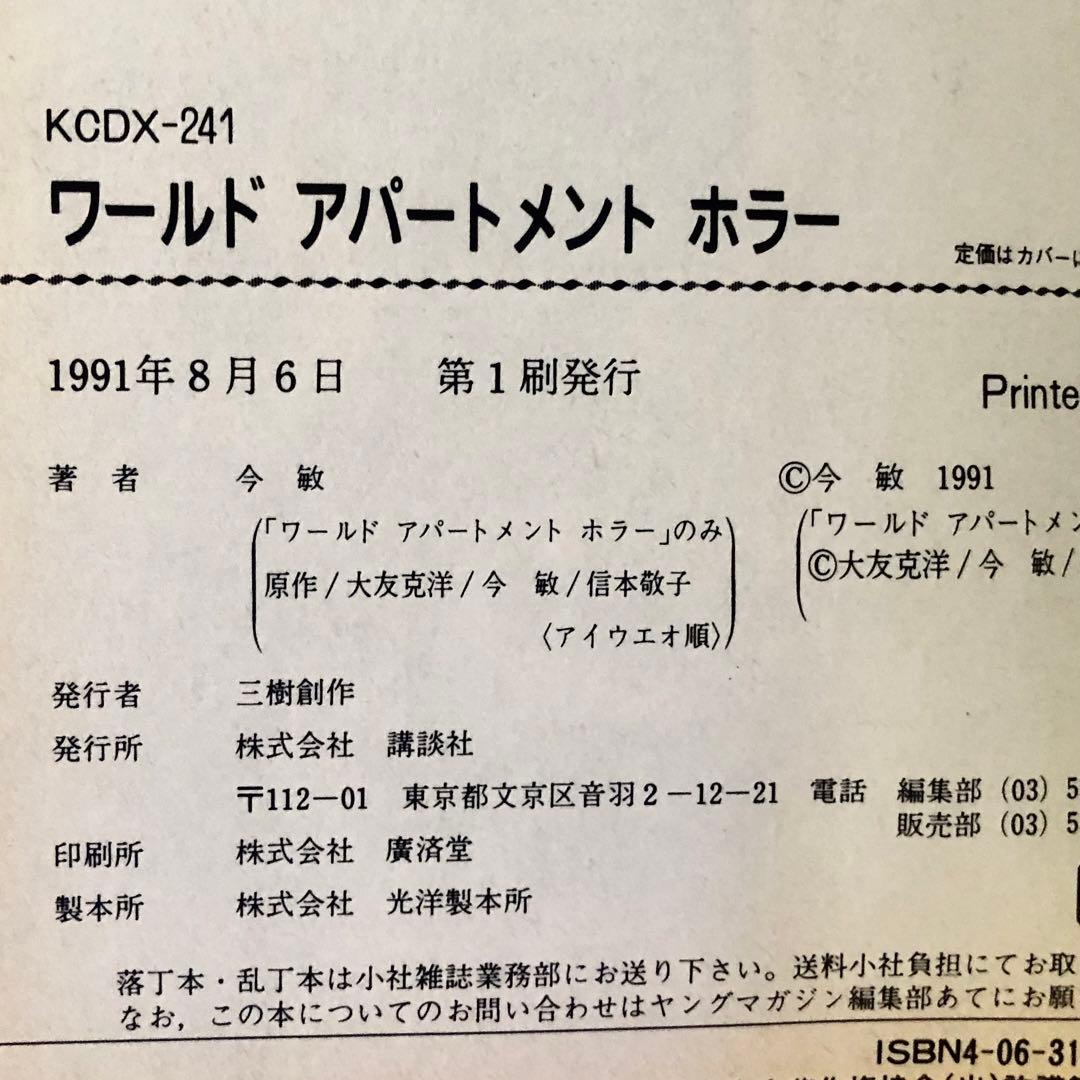 KCDX-241
ワールド アパートメント ホラー
定価はカバーに
1991年8月6日 第1刷発行
Printe
著 者 今 敏 ©今 敏 1991
(「ワールド アパートメント ホラー」のみ (「ワールド アパートメン
原作/大友克洋/今 敏/信本敬子 ©大友克洋/今 敏/
〈アイウエオ順〉)
発行者 三樹創作
発行所 株式会社 講談社
〒112-01 東京都文京区音羽2-12-21 電話 編集部 (03) 5
販売部 (03) 5
印刷所 株式会社 廣済堂
製本所 株式会社 光洋製本所
落丁本・乱丁本は小社雑誌業務部にお送り下さい。送料小社負担にてお取
なお,この本についてのお問い合わせはヤングマガジン編集部あてにお願
ISBN4-06-31